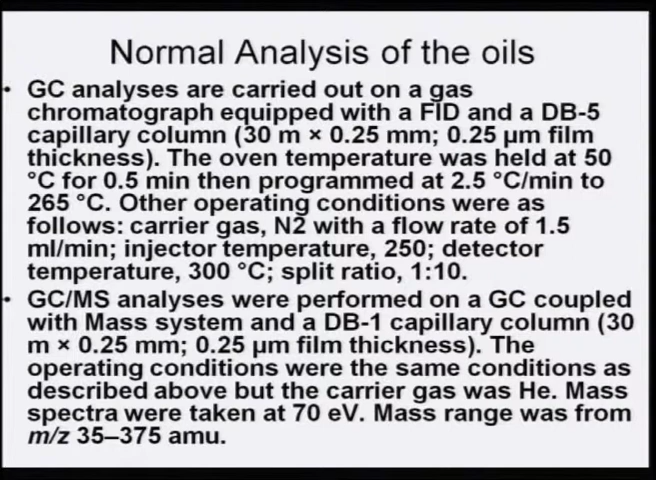 Normal Analysis of the oils
• GC analyses are carried out on a gas
chromatograph equipped with a FID and a DB-5
capillary column (30 m × 0.25 mm; 0.25 µm film
thickness). The oven temperature was held at 50
°C for 0.5 min then programmed at 2.5 °C/min to
265 °C. Other operating conditions were as
follows: carrier gas, N2 with a flow rate of 1.5
ml/min; injector temperature, 250; detector
temperature, 300 °C; split ratio, 1:10.
• GC/MS analyses were performed on a GC coupled
with Mass system and a DB-1 capillary column (30
m × 0.25 mm; 0.25 µm film thickness). The
operating conditions were the same conditions as
described above but the carrier gas was He. Mass
spectra were taken at 70 eV. Mass range was from
m/z 35–375 amu.